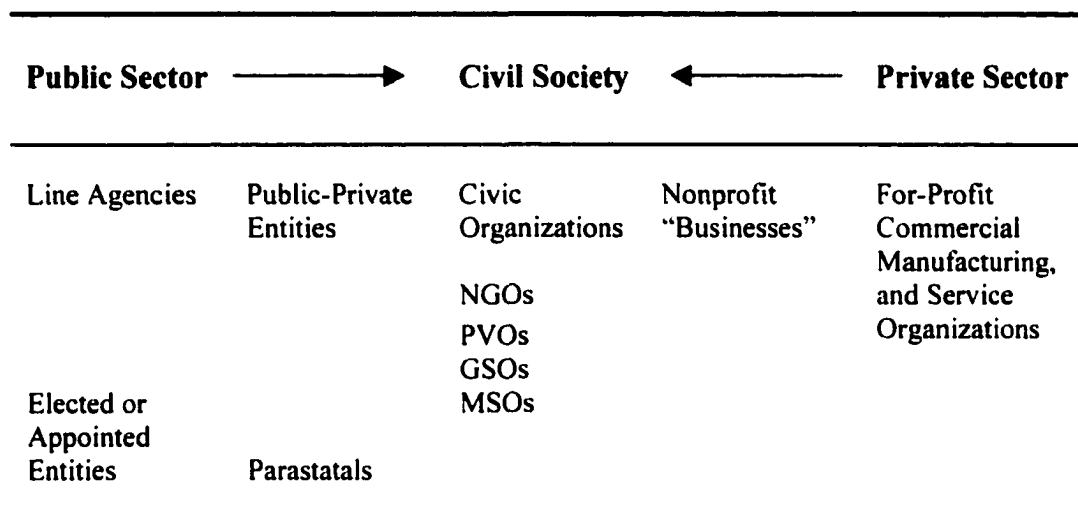 Public Sector Civil Society Private Sector
Line Agencies Public-Private Civic Nonprofit For-Profit
Entities Organizations “Businesses” Commercial
Manufacturing,
NGOs and Service
PVOs Organizations
GSOs
Elected or MSOs
Appointed
Entities Parastatals